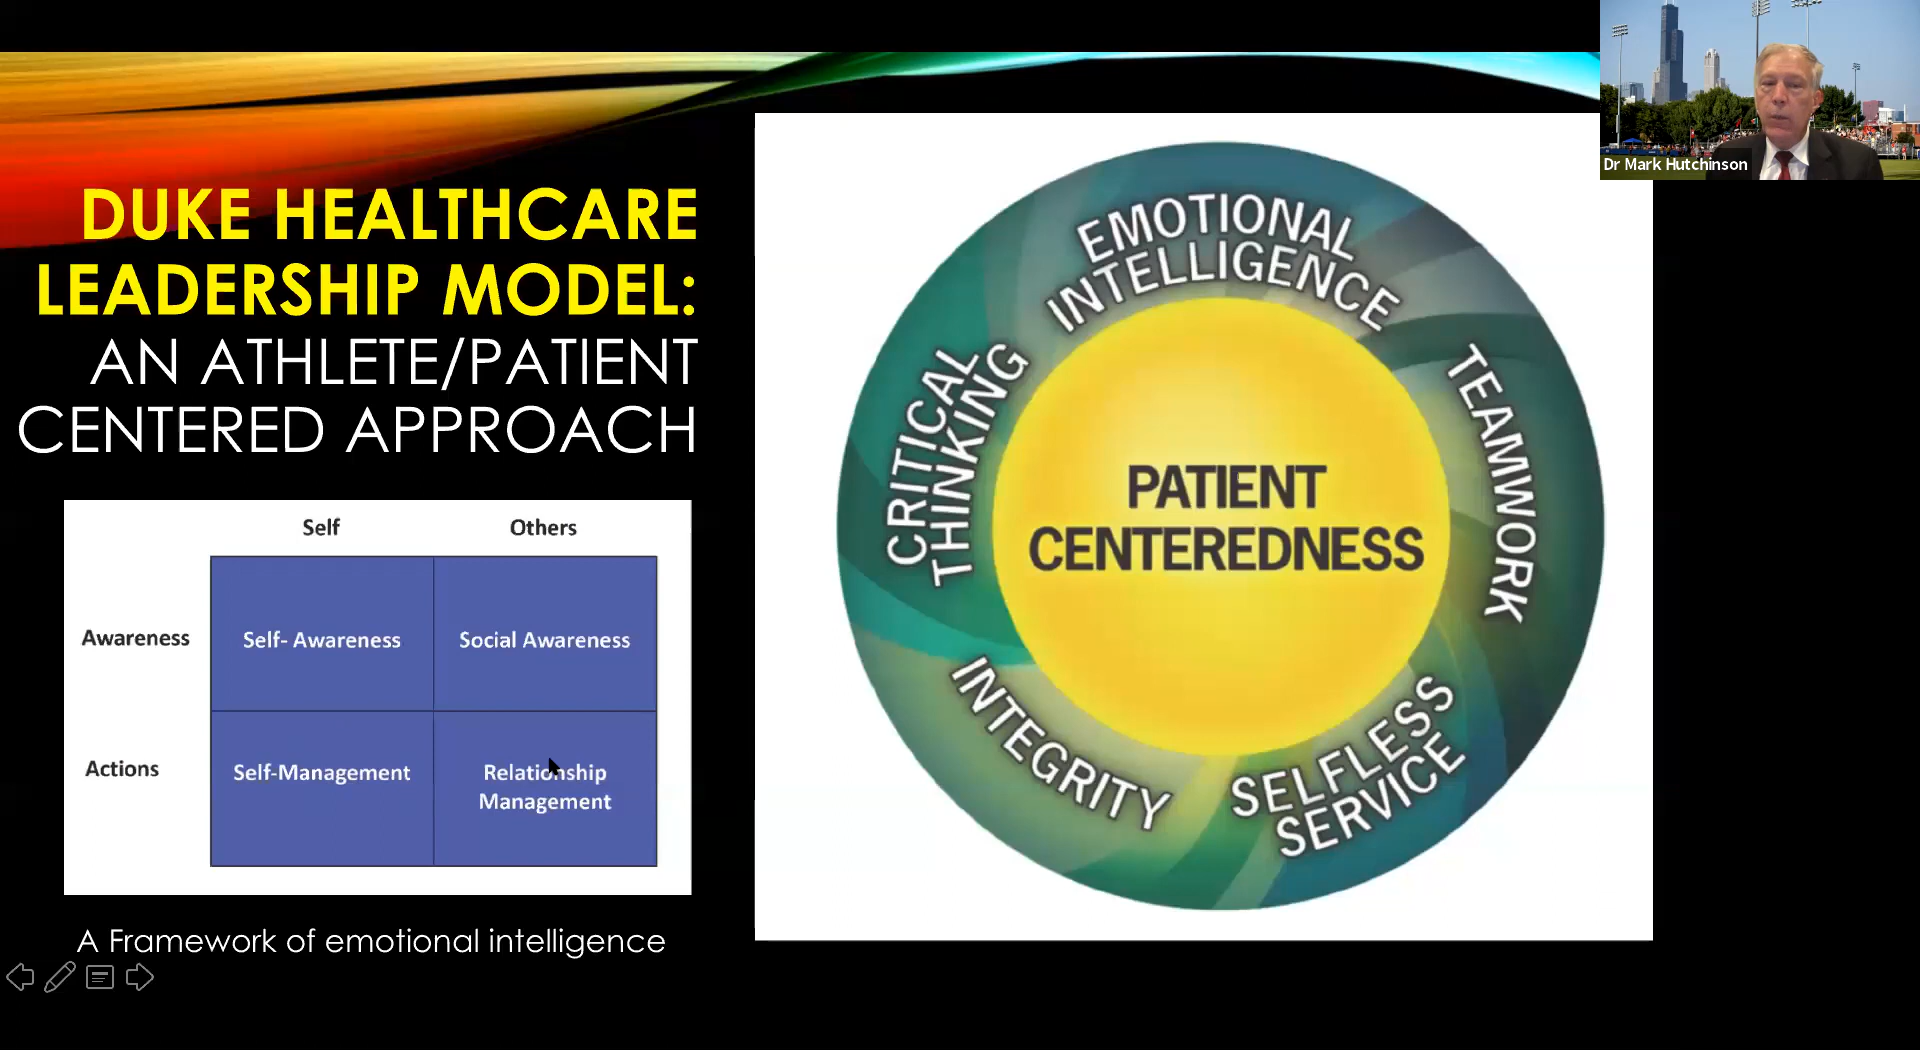 DUKE HEALTHCARE
LEADERSHIP MODEL:
AN ATHLETE/PATIENT
CENTERED APPROACH
Self Others
Awareness Self- Awareness Social Awareness
Actions Self-Management Relationship
Management
A Framework of emotional intelligence
EMOTIONAL
INTELLIGENCE
TEAMWORK
SELFLESS
SERVICE
INTEGRITY
CRITICAL
THINKING
PATIENT
CENTEREDNESS
Dr Mark Hutchinson